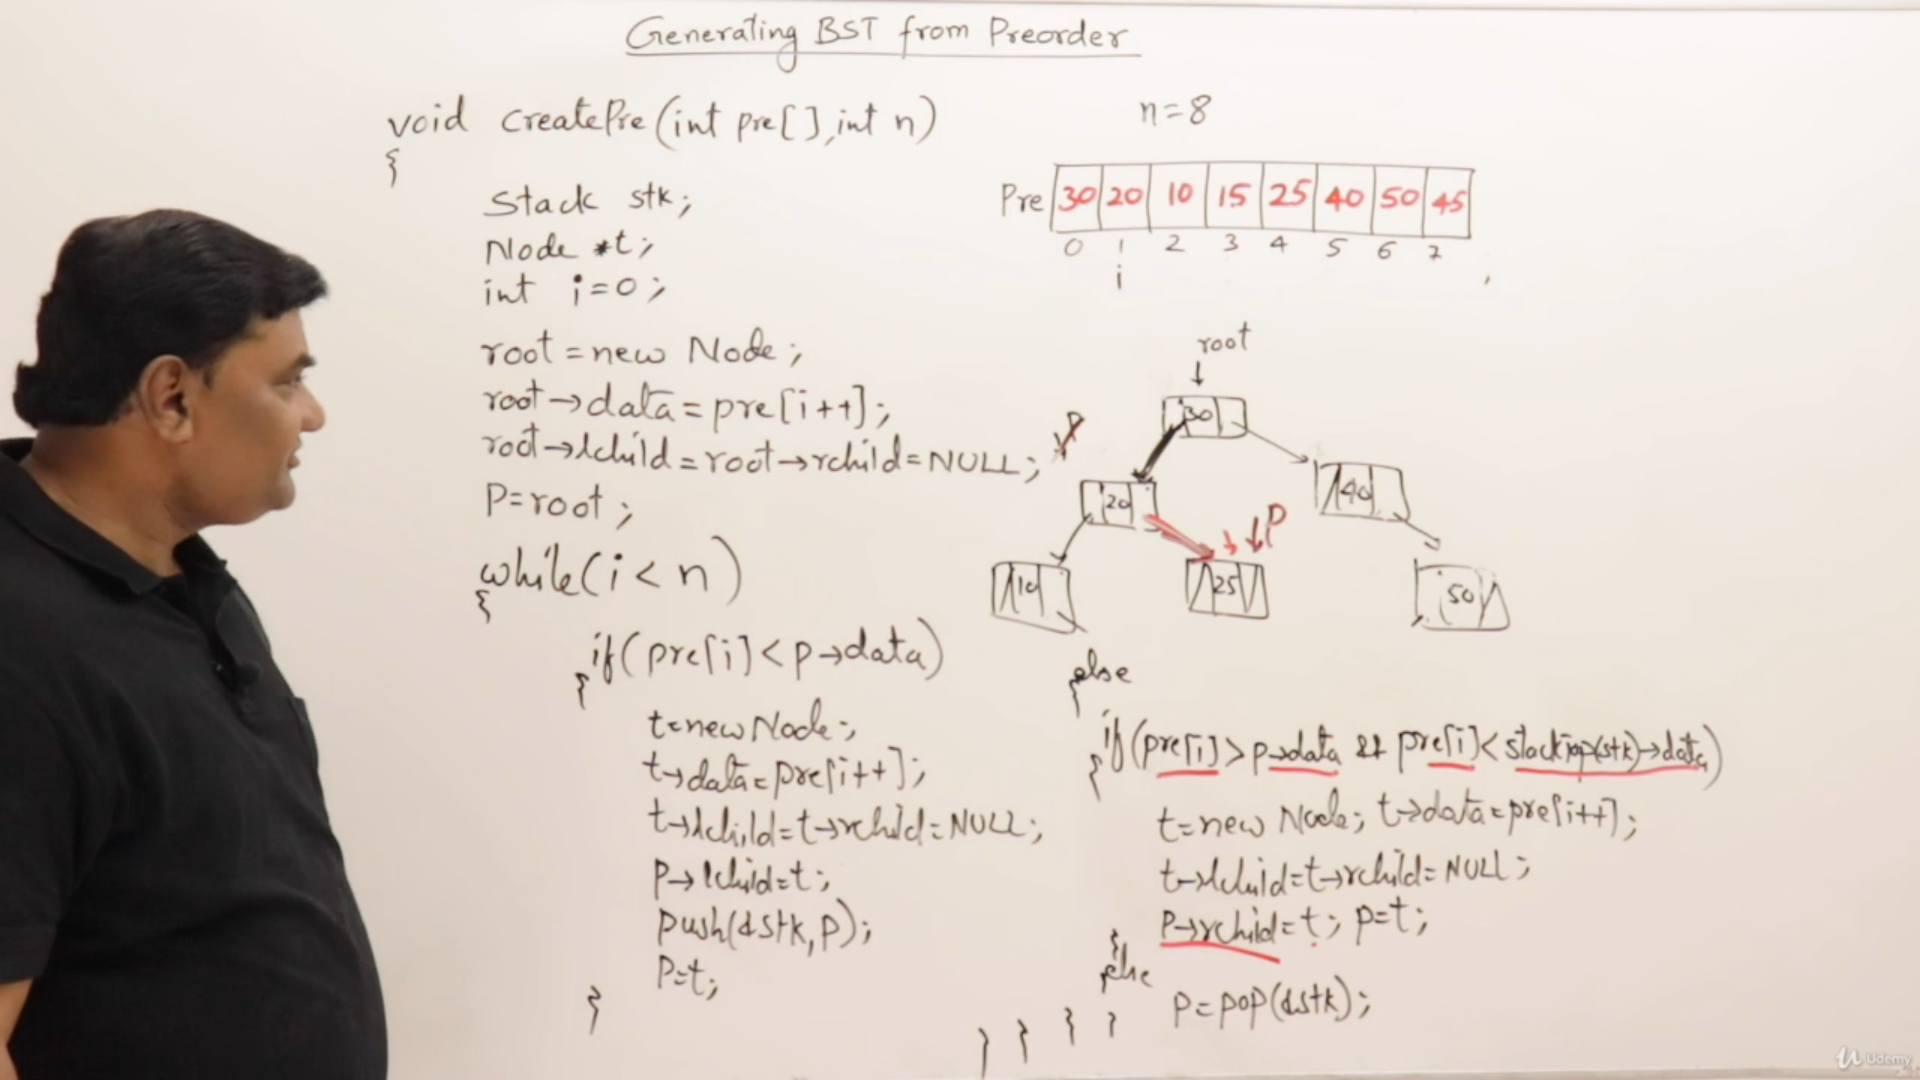 Generating BST from Preorder
void createPre(int pre[],int n)
{
Stack stk;
Node *t;
int i=0;
root=new Node;
root→data=pre[i++];
root→lchild=root→rchild=NULL;
P=root;
while(i<n)
{
if(pre[i]<p→data)
{
t=new Node;
t→data=pre[i++];
t→lchild=t→rchild=NULL;
P→lchild=t;
push(&stk,p);
P=t;
}
n=8
Pre 30 20 10 15 25 40 50 45
0 1 2 3 4 5 6 7
i
root
30
P
20 40
P
10 25 50
else
{
if(pre[i]>p→data && pre[i]<stacktop(stk)→data)
{
t=new Node; t→data=pre[i++];
t→lchild=t→rchild=NULL;
P→rchild=t; p=t;
}
else
P=pop(&stk);
} } } }
Udemy